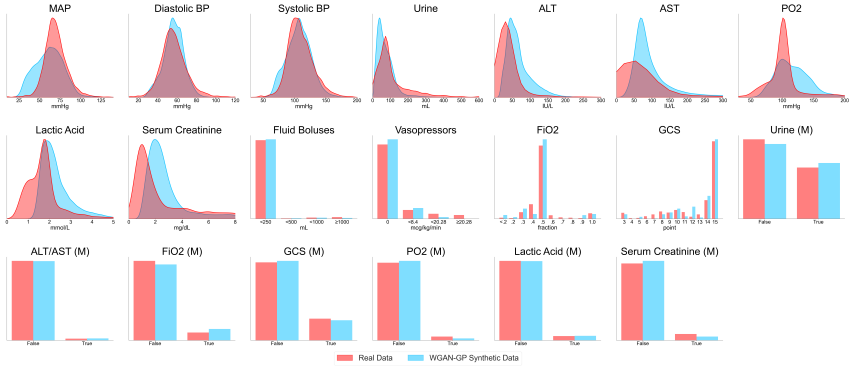 MAP Diastolic BP Systolic BP Urine ALT AST PO2
25 50 75 100 125 20 40 60 80 100 120 50 100 150 200 0 100 200 300 400 500 600 0 50 100 150 200 250 300 0 50 100 150 200 250 300 50 100 150 200
mmHg mmHg mmHg mL IU/L IU/L mmHg
Lactic Acid Serum Creatinine Fluid Boluses Vasopressors FiO2 GCS Urine (M)
0 1 2 3 4 5 0 2 4 6 8 <250 <500 <1000 ≥1000 0 <8.4 <20.28 ≥20.28 <.2 .2 .3 .4 .5 .6 .7 .8 .9 1.0 3 4 5 6 7 8 9 10 11 12 13 14 15 False True
mmol/L mg/dL mL mcg/kg/min fraction point
ALT/AST (M) FiO2 (M) GCS (M) PO2 (M) Lactic Acid (M) Serum Creatinine (M)
False True False True False True False True False True False True
Real Data WGAN-GP Synthetic Data